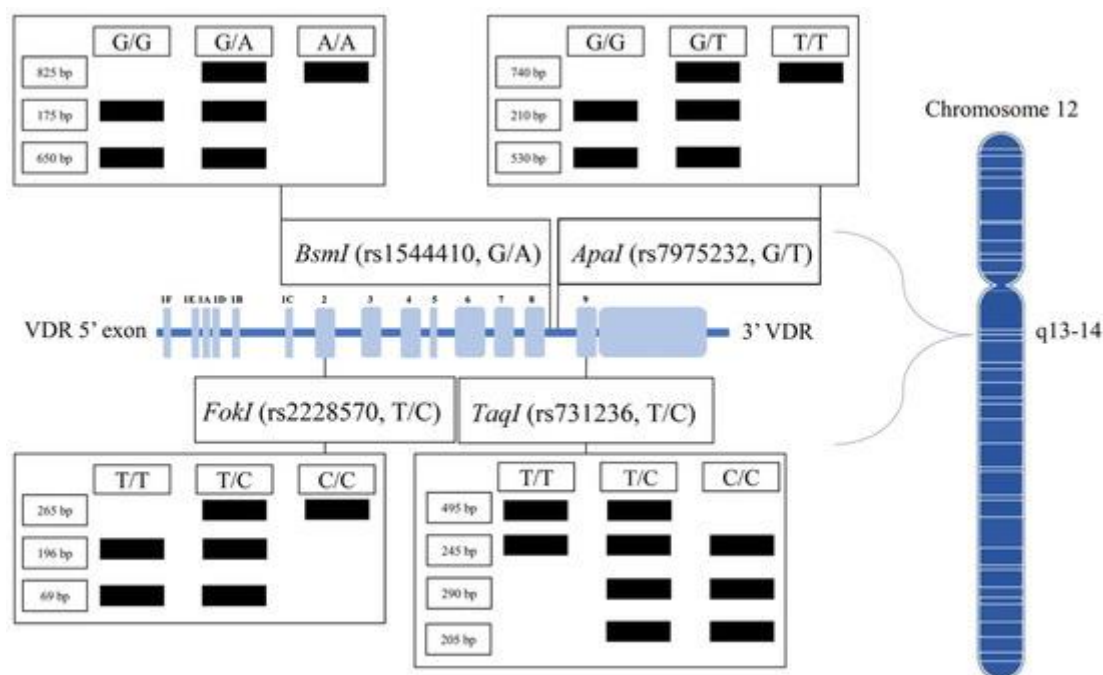 G/G G/A A/A
825 bp
175 bp
650 bp
G/G G/T T/T
740 bp
210 bp
530 bp
Chromosome 12
BsmI (rs1544410, G/A)
ApaI (rs7975232, G/T)
1F 1E 1A 1D 1B 1C 2 3 4 5 6 7 8 9
VDR 5’ exon
3’ VDR
q13-14
FokI (rs2228570, T/C)
TaqI (rs731236, T/C)
T/T T/C C/C
265 bp
196 bp
69 bp
T/T T/C C/C
495 bp
245 bp
290 bp
205 bp